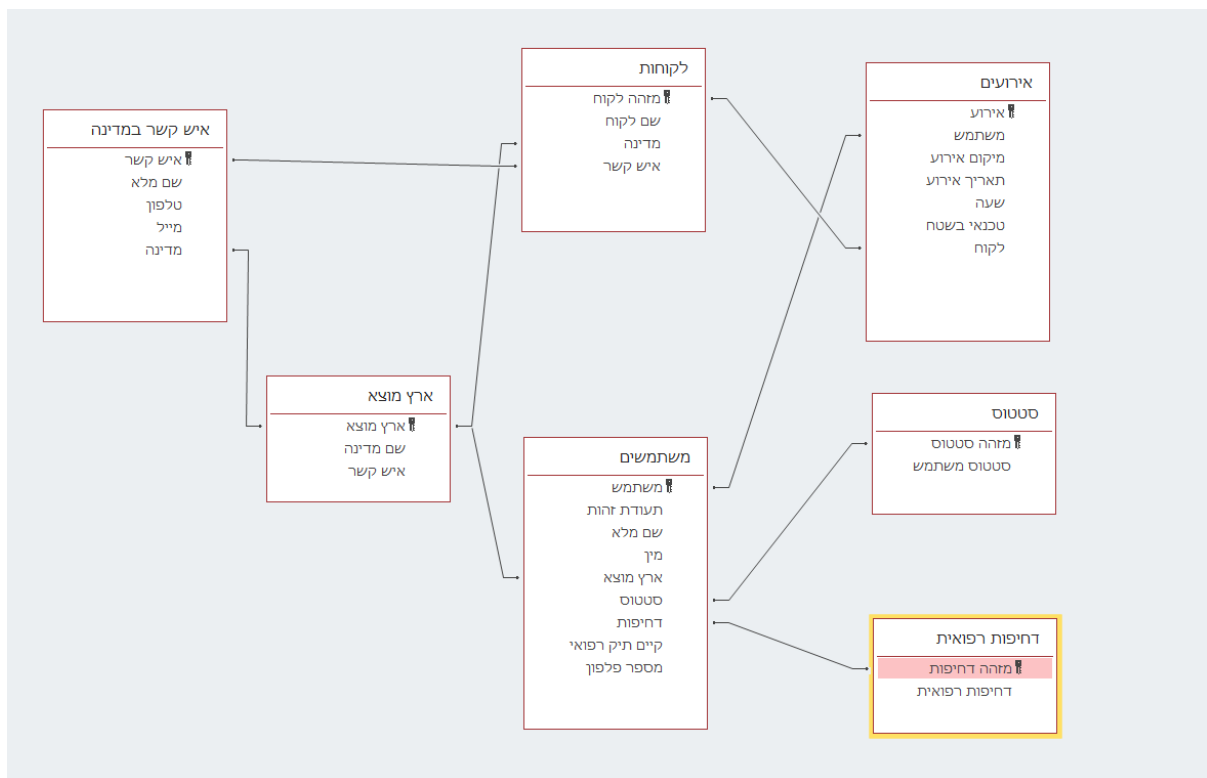 לקוחות
מזהה לקוח
שם לקוח
מדינה
איש קשר
אירועים
אירוע
משתמש
מיקום אירוע
תאריך אירוע
שעה
טכנאי בשטח
לקוח
איש קשר במדינה
איש קשר
שם מלא
טלפון
מייל
מדינה
ארץ מוצא
ארץ מוצא
שם מדינה
איש קשר
סטטוס
מזהה סטטוס
סטטוס משתמש
משתמשים
משתמש
תעודת זהות
שם מלא
מין
ארץ מוצא
סטטוס
דחיפות
קיים תיק רפואי
מספר פלפון
דחיפות רפואית
מזהה דחיפות
דחיפות רפואית